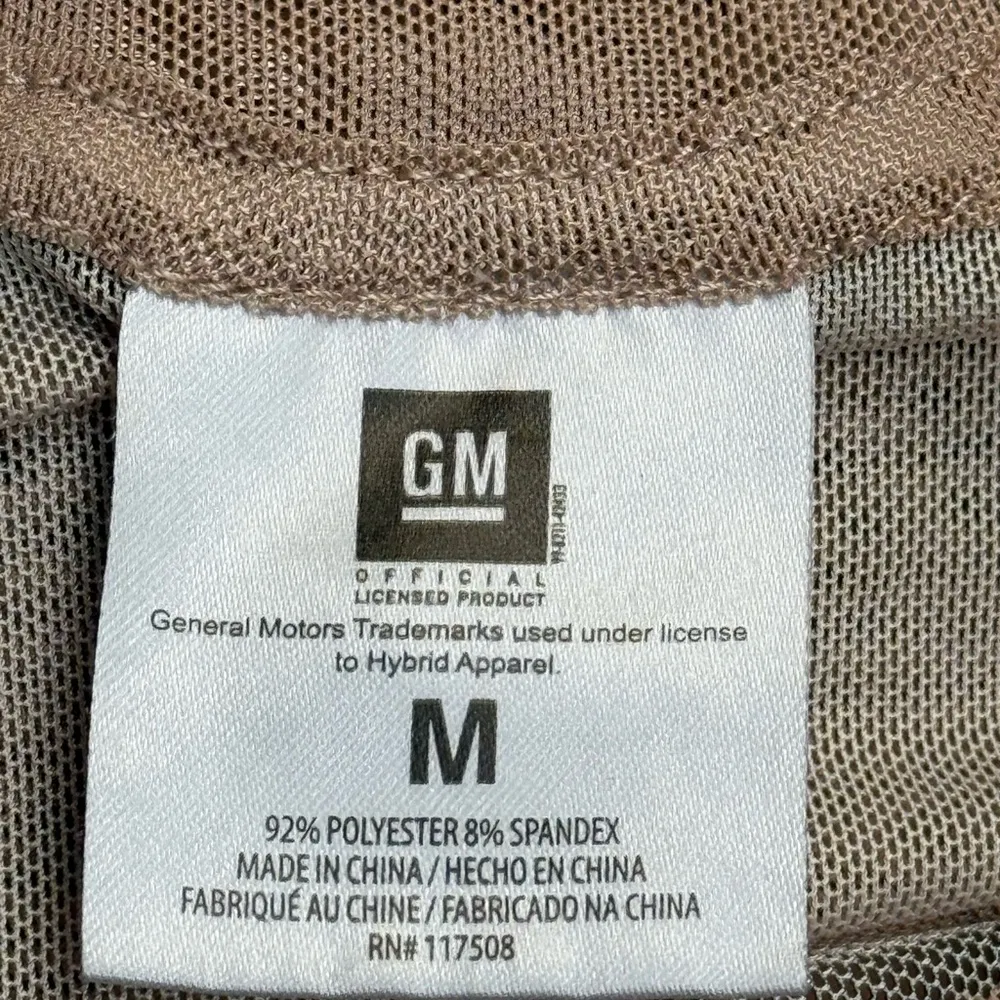 GM
OFFICIAL
LICENSED PRODUCT
General Motors Trademarks used under license
to Hybrid Apparel.
M
92% POLYESTER 8% SPANDEX
MADE IN CHINA / HECHO EN CHINA
FABRIQUÉ AU CHINE / FABRICADO NA CHINA
RN# 117508